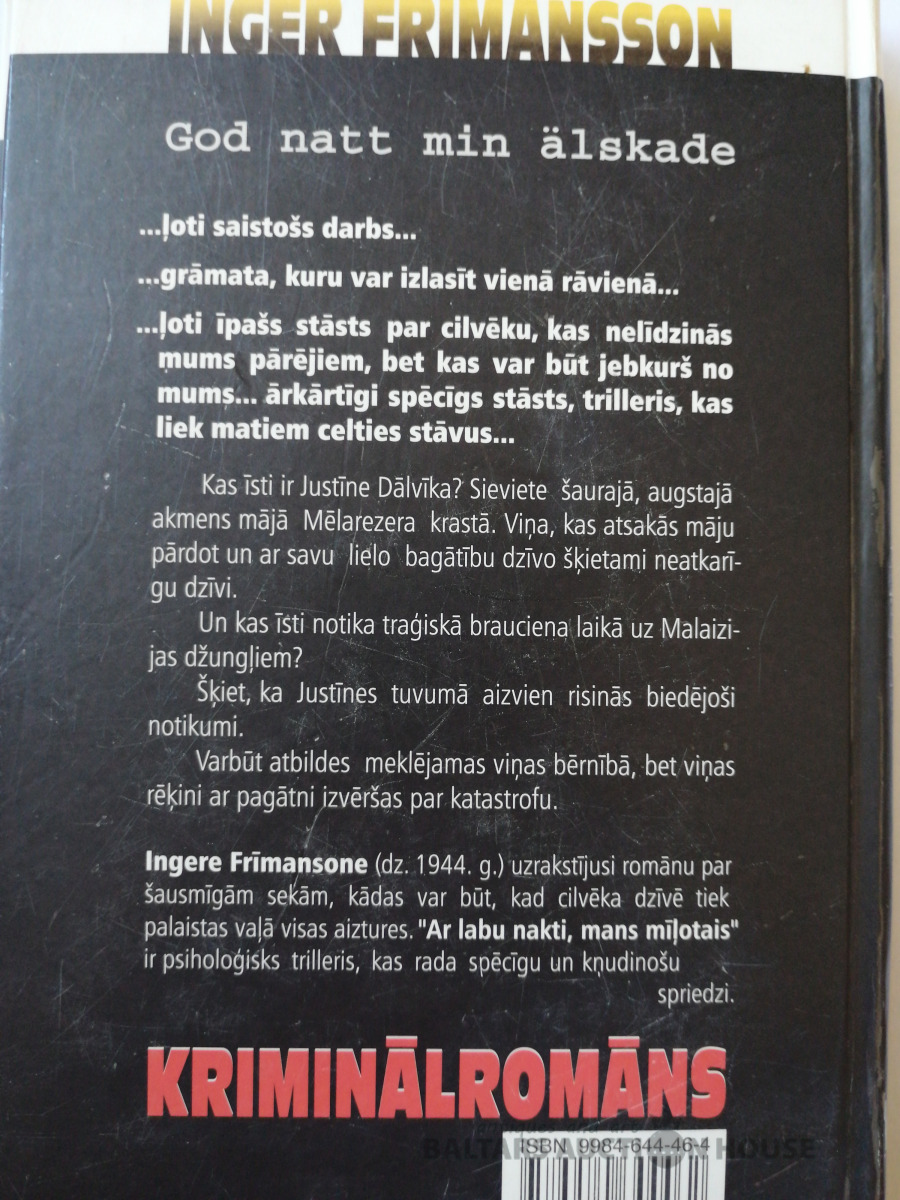 INGER FRIMANSSON
God natt min älskade
...ļoti saistošs darbs...
...grāmata, kuru var izlasīt vienā rāvienā...
...ļoti īpašs stāsts par cilvēku, kas nelīdzinās
mums pārējiem, bet kas var būt jebkurš no
mums... ārkārtīgi spēcīgs stāsts, trilleris, kas
liek matiem celties stāvus...
Kas īsti ir Justīne Dālvīka? Sieviete šaurajā, augstajā
akmens mājā Mēlarezera krastā. Viņa, kas atsakās māju
pārdot un ar savu lielo bagātību dzīvo šķietami neatkarī-
gu dzīvi.
Un kas īsti notika traģiskā brauciena laikā uz Malaizi-
jas džungļiem?
Šķiet, ka Justīnes tuvumā aizvien risinās biedējoši
notikumi.
Varbūt atbildes meklējamas viņas bērnībā, bet viņas
rēķini ar pagātni izvēršas par katastrofu.
Ingere Frīmansone (dz. 1944. g.) uzrakstījusi romānu par
šausmīgām sekām, kādas var būt, kad cilvēka dzīvē tiek
palaistas vaļā visas aiztures. "Ar labu nakti, mans mīļotais"
ir psiholoģisks trilleris, kas rada spēcīgu un kņudinošu
spriedzi.
KRIMINĀLROMĀNS
ISBN 9984-644-46-4
HOUSE